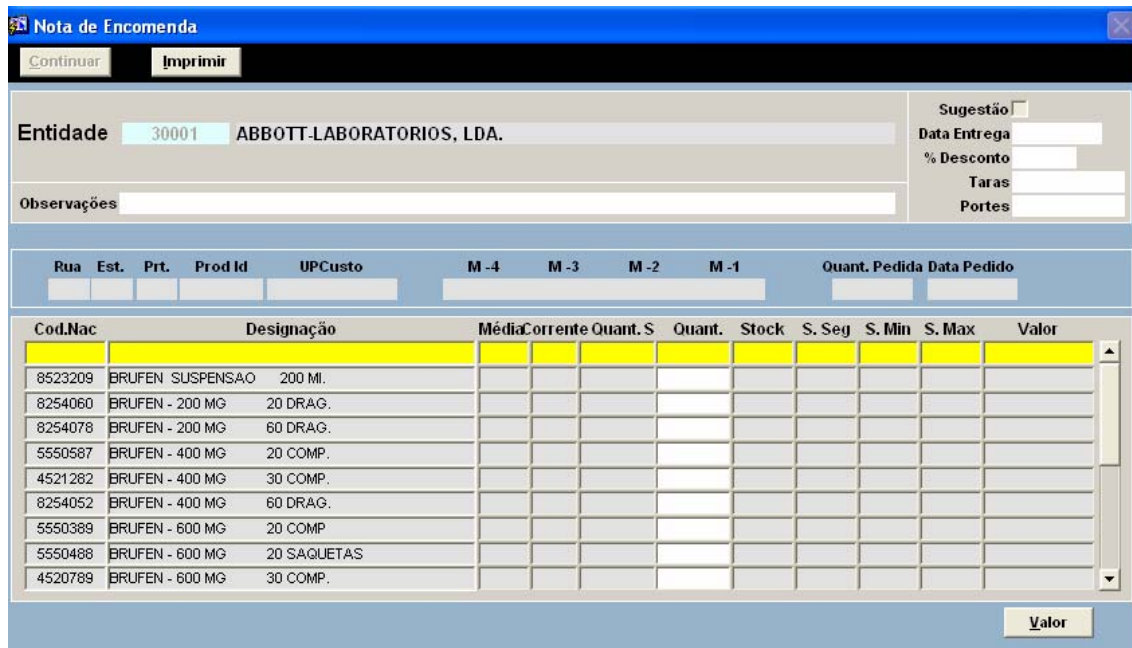 Nota de Encomenda
Continuar Imprimir
Sugestão
Entidade 30001 ABBOTT-LABORATORIOS, LDA. Data Entrega
% Desconto
Taras
Observações Portes
Rua Est. Prt. Prod Id UPCusto M -4 M -3 M -2 M -1 Quant. Pedida Data Pedido
Cod.Nac Designação Média Corrente Quant. S Quant. Stock S. Seg S. Min S. Max Valor
8523209 BRUFEN SUSPENSAO 200 Ml.
8254060 BRUFEN - 200 MG 20 DRAG.
8254078 BRUFEN - 200 MG 60 DRAG.
5550587 BRUFEN - 400 MG 20 COMP.
4521282 BRUFEN - 400 MG 30 COMP.
8254052 BRUFEN - 400 MG 60 DRAG.
5550389 BRUFEN - 600 MG 20 COMP
5550488 BRUFEN - 600 MG 20 SAQUETAS
4520789 BRUFEN - 600 MG 30 COMP.
Valor